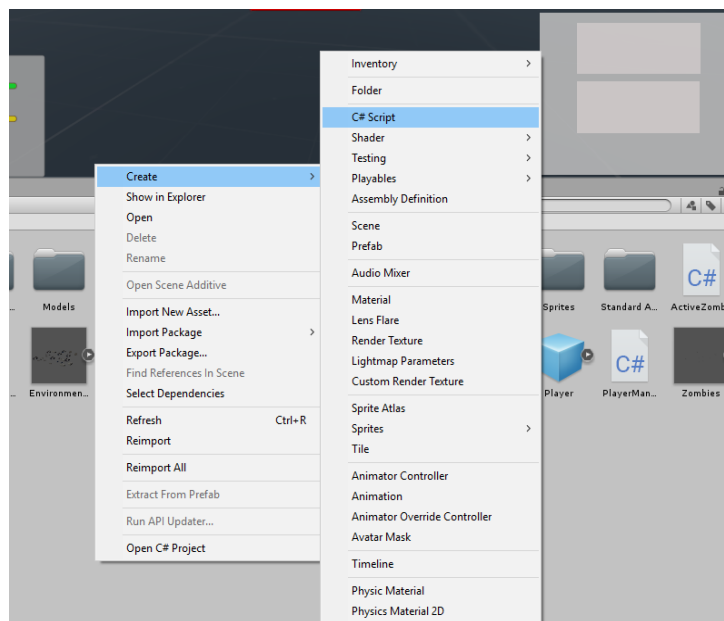 Create
Show in Explorer
Open
Delete
Rename
Open Scene Additive
Import New Asset...
Import Package
Export Package...
Find References In Scene
Select Dependencies
Refresh Ctrl+R
Reimport
Reimport All
Extract From Prefab
Run API Updater...
Open C# Project
Inventory
Folder
C# Script
Shader
Testing
Playables
Assembly Definition
Scene
Prefab
Audio Mixer
Material
Lens Flare
Render Texture
Lightmap Parameters
Custom Render Texture
Sprite Atlas
Sprites
Tile
Animator Controller
Animation
Animator Override Controller
Avatar Mask
Timeline
Physic Material
Physics Material 2D
Models
Environmen...
C#
Sprites
Standard A...
ActiveZomb
C#
Player
PlayerMan...
Zombies